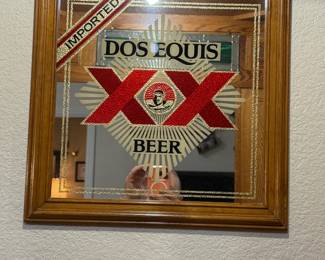 IMPORTED
DOS EQUIS
XX
BEER